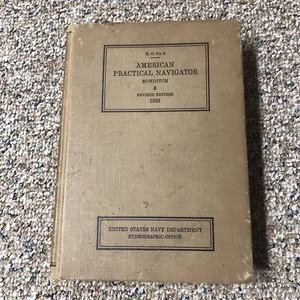 H. O. No. 9
AMERICAN
PRACTICAL NAVIGATOR
BOWDITCH
REVISED EDITION
1938
UNITED STATES NAVY DEPARTMENT
HYDROGRAPHIC OFFICE